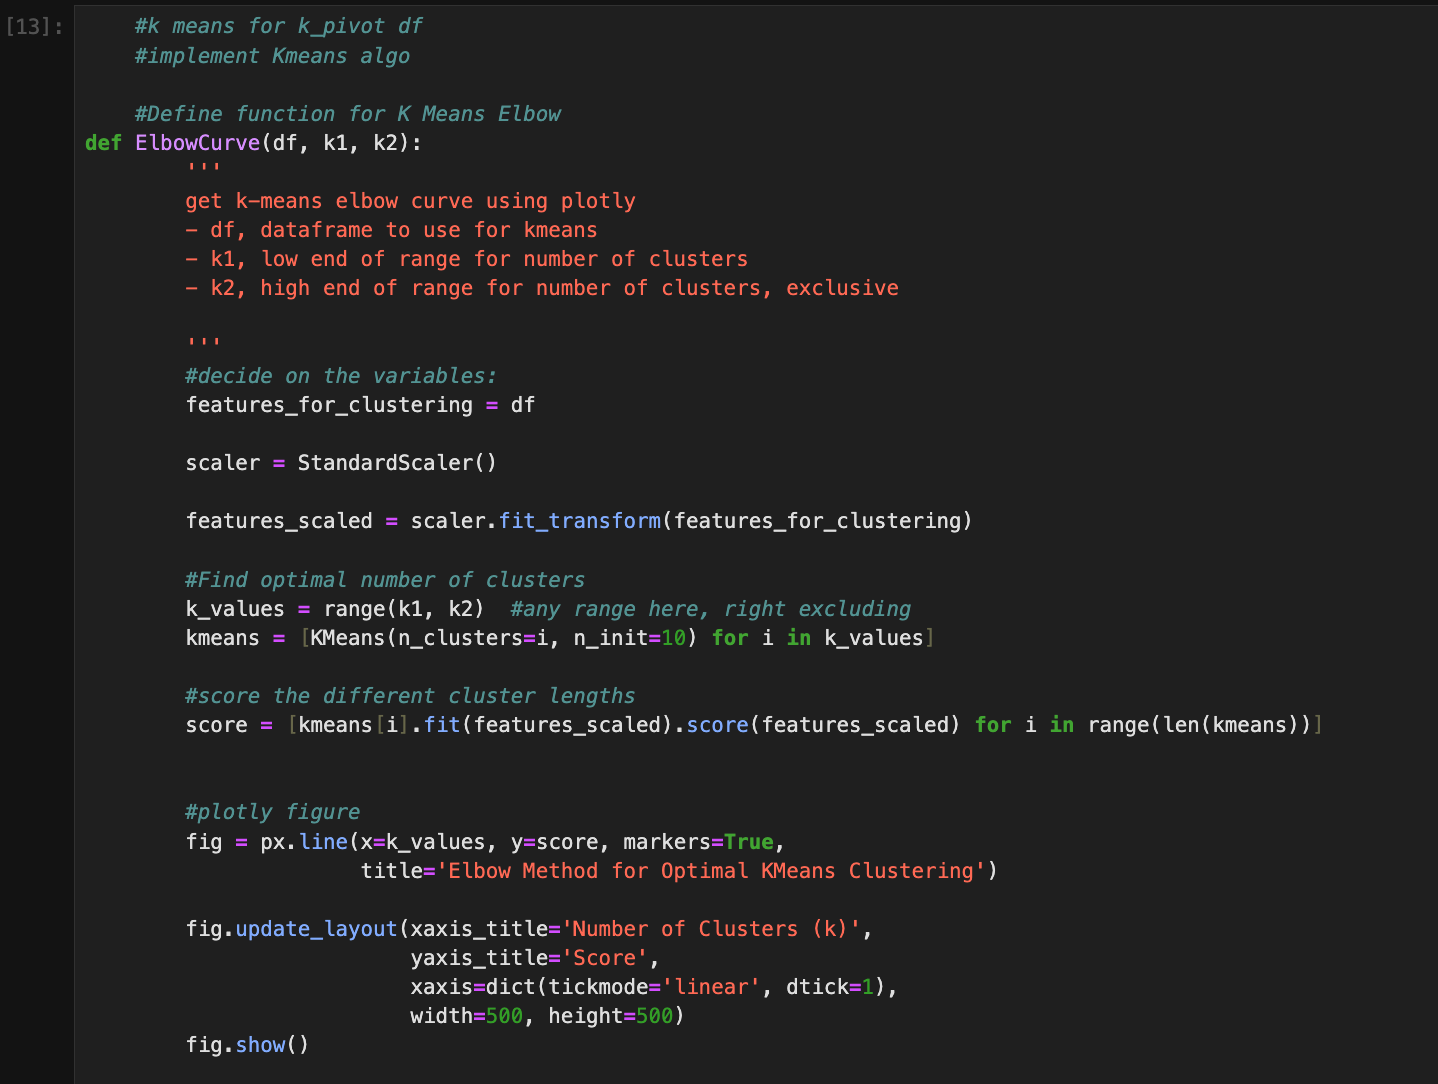 [13]:
#k means for k_pivot df
#implement Kmeans algo
#Define function for K Means Elbow
def ElbowCurve(df, k1, k2):
'''
get k-means elbow curve using plotly
- df, dataframe to use for kmeans
- k1, low end of range for number of clusters
- k2, high end of range for number of clusters, exclusive
'''
#decide on the variables:
features_for_clustering = df
scaler = StandardScaler()
features_scaled = scaler.fit_transform(features_for_clustering)
#Find optimal number of clusters
k_values = range(k1, k2)  #any range here, right excluding
kmeans = [KMeans(n_clusters=i, n_init=10) for i in k_values]
#score the different cluster lengths
score = [kmeans[i].fit(features_scaled).score(features_scaled) for i in range(len(kmeans))]
#plotly figure
fig = px.line(x=k_values, y=score, markers=True,
title='Elbow Method for Optimal KMeans Clustering')
fig.update_layout(xaxis_title='Number of Clusters (k)',
yaxis_title='Score',
xaxis=dict(tickmode='linear', dtick=1),
width=500, height=500)
fig.show()